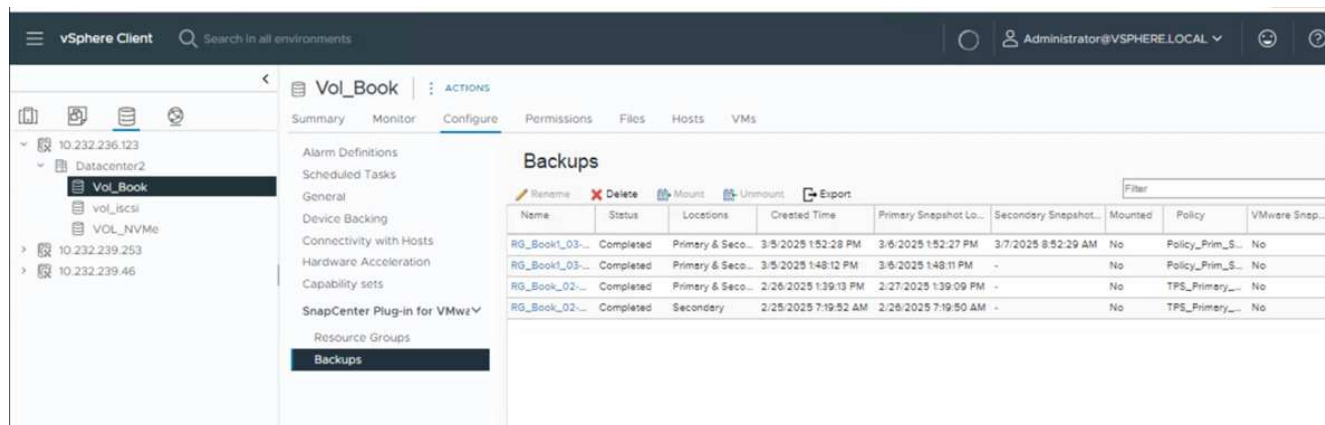 vSphere Client Search in all environments Administrator@VSPHERE.LOCAL
Vol_Book ACTIONS
Summary Monitor Configure Permissions Files Hosts VMs
10.232.236.123
Datacenter2
Vol_Book
vol_iscsi
VOL_NVMe
10.232.239.253
10.232.239.46
Alarm Definitions
Scheduled Tasks
General
Device Backing
Connectivity with Hosts
Hardware Acceleration
Capability sets
SnapCenter Plug-in for VMwa
Resource Groups
Backups
Backups
Rename Delete Mount Unmount Export Filter
Name Status Locations Created Time Primary Snapshot Lo... Secondary Snapshot... Mounted Policy VMware Snap...
RG_Book1_03-... Completed Primary & Seco... 3/5/2025 1:52:28 PM 3/6/2025 1:52:27 PM 3/7/2025 8:52:29 AM No Policy_Prim_S... No
RG_Book1_03-... Completed Primary & Seco... 3/5/2025 1:48:12 PM 3/6/2025 1:48:11 PM - No Policy_Prim_S... No
RG_Book_02-... Completed Primary & Seco... 2/26/2025 1:39:13 PM 2/27/2025 1:39:09 PM - No TPS_Primary_... No
RG_Book_02-... Completed Secondary 2/25/2025 7:19:52 AM 2/26/2025 7:19:50 AM - No TPS_Primary_... No